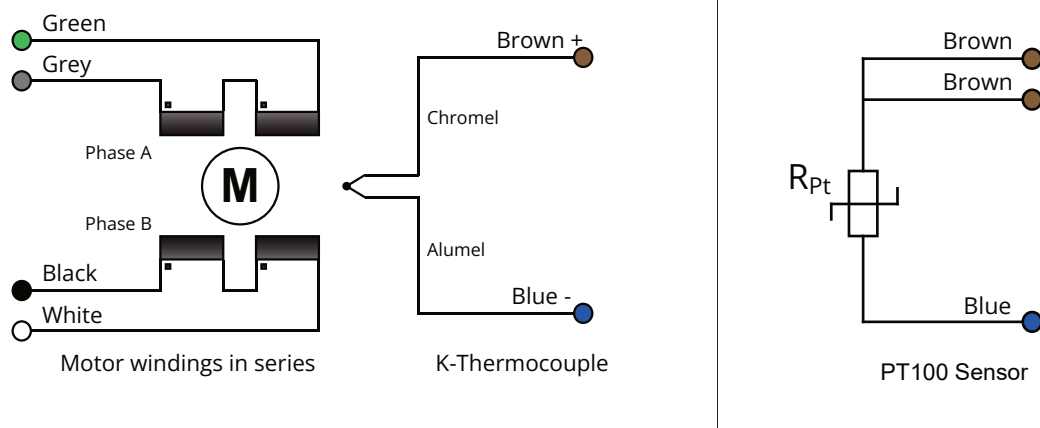 Green
Grey
Phase A
M
Phase B
Black
White
Motor windings in series
Brown +
Chromel
Alumel
Blue -
K-Thermocouple
Brown
Brown
RPt
Blue
PT100 Sensor